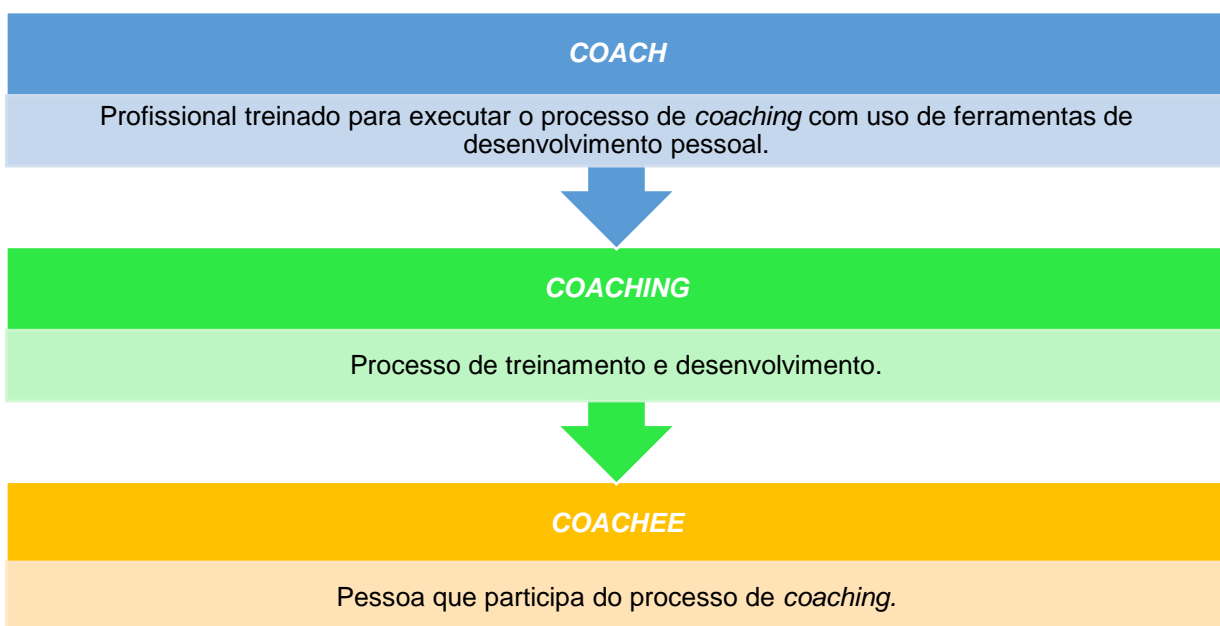 COACH
Profissional treinado para executar o processo de coaching com uso de ferramentas de
desenvolvimento pessoal.
COACHING
Processo de treinamento e desenvolvimento.
COACHEE
Pessoa que participa do processo de coaching.